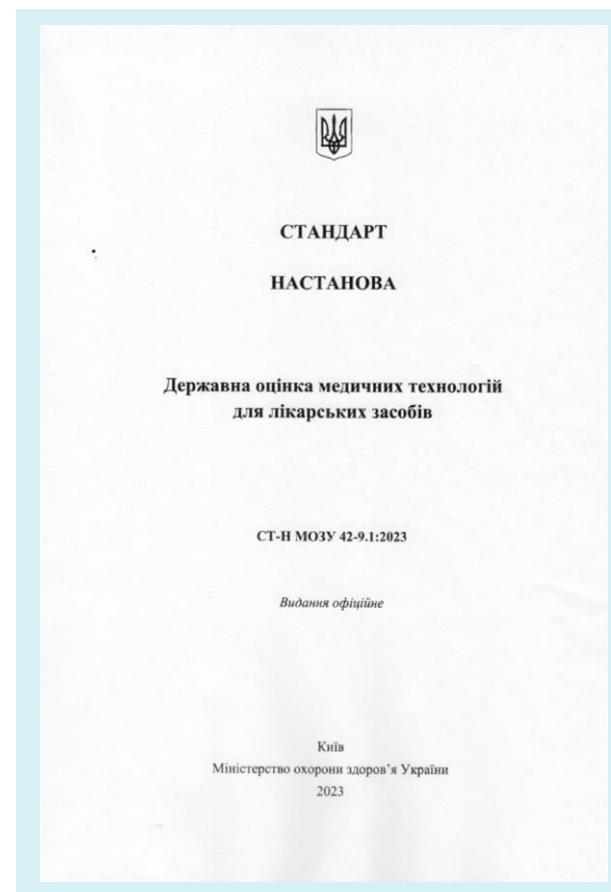 СТАНДАРТ
НАСТАНОВА
Державна оцінка медичних технологій
для лікарських засобів
СТ-Н МОЗУ 42-9.1:2023
Видання офіційне
Київ
Міністерство охорони здоров’я України
2023